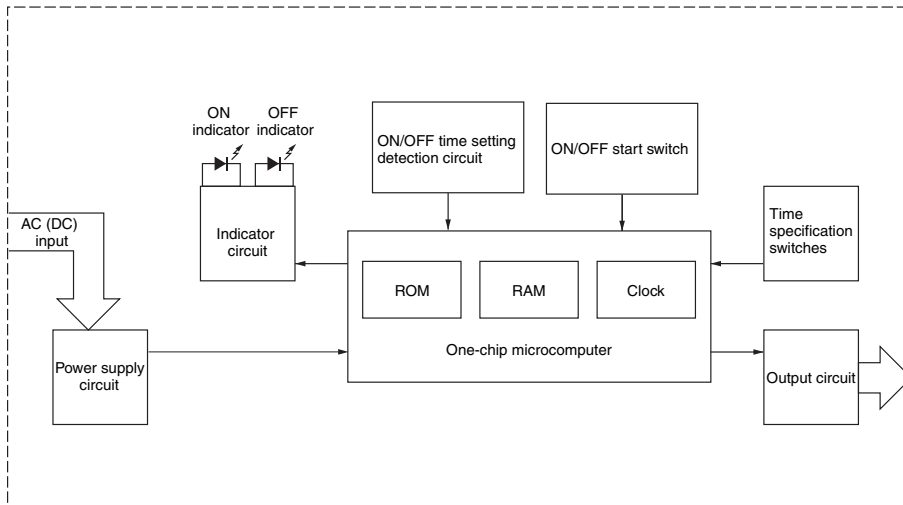 ON
indicator
OFF
indicator
ON/OFF time setting
detection circuit
ON/OFF start switch
AC (DC)
input
Indicator
circuit
Time
specification
switches
ROM
RAM
Clock
One-chip microcomputer
Power supply
circuit
Output circuit